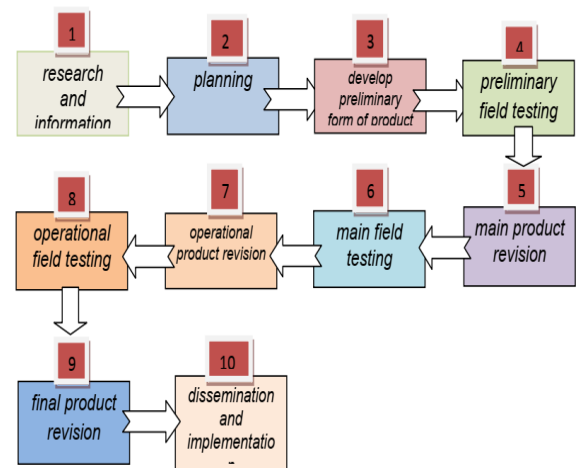 1
research
and
information
2
planning
3
develop
preliminary
form of product
4
preliminary
field testing
5
main product
revision
6
main field
testing
7
operational
product revision
8
operational
field testing
9
final product
revision
10
dissemination
and
implementatio